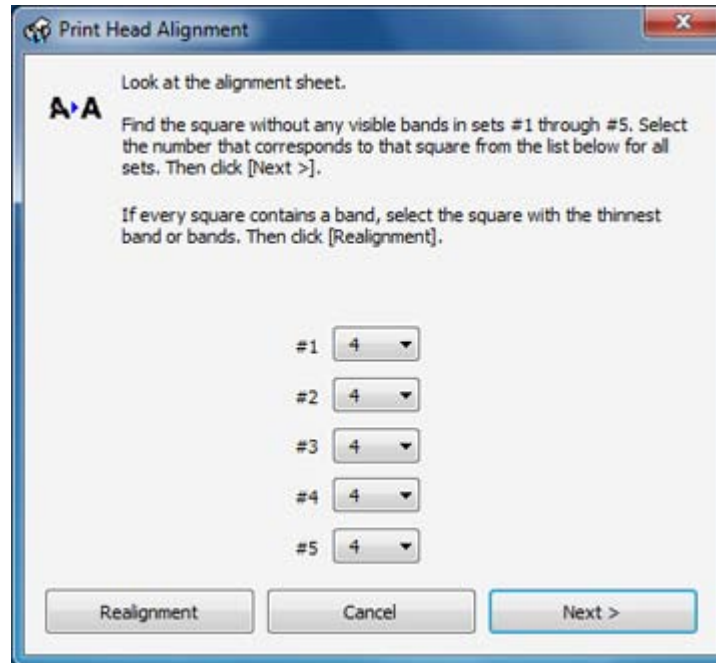 Print Head Alignment
Look at the alignment sheet.
A A
Find the square without any visible bands in sets #1 through #5. Select
the number that corresponds to that square from the list below for all
sets. Then click [Next >].
If every square contains a band, select the square with the thinnest
band or bands. Then click [Realignment].
#1 4
#2 4
#3 4
#4 4
#5 4
Realignment Cancel Next >